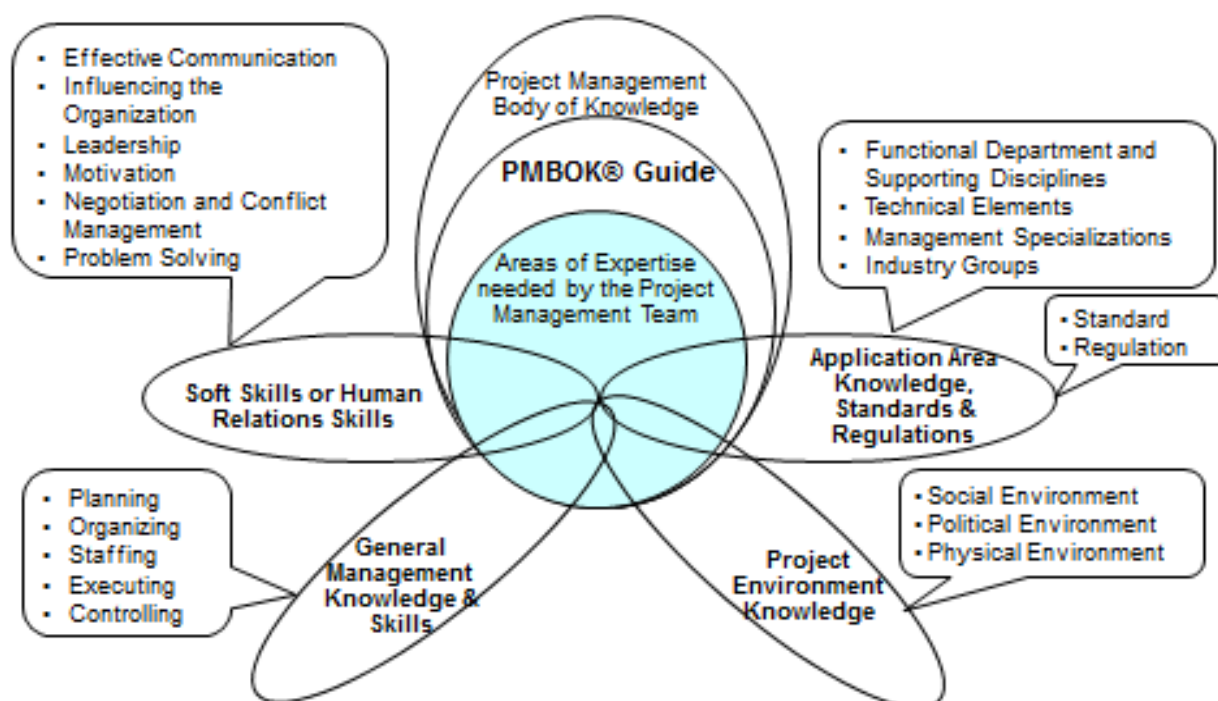 ▪ Effective Communication
▪ Influencing the
Organization
▪ Leadership
▪ Motivation
▪ Negotiation and Conflict
Management
▪ Problem Solving
Project Management
Body of Knowledge
PMBOK® Guide
Areas of Expertise
needed by the Project
Management Team
▪ Functional Department and
Supporting Disciplines
▪ Technical Elements
▪ Management Specializations
▪ Industry Groups
▪ Standard
▪ Regulation
Soft Skills or Human
Relations Skills
Application Area
Knowledge,
Standards &
Regulations
▪ Planning
▪ Organizing
▪ Staffing
▪ Executing
▪ Controlling
General
Management
Knowledge &
Skills
Project
Environment
Knowledge
▪ Social Environment
▪ Political Environment
▪ Physical Environment